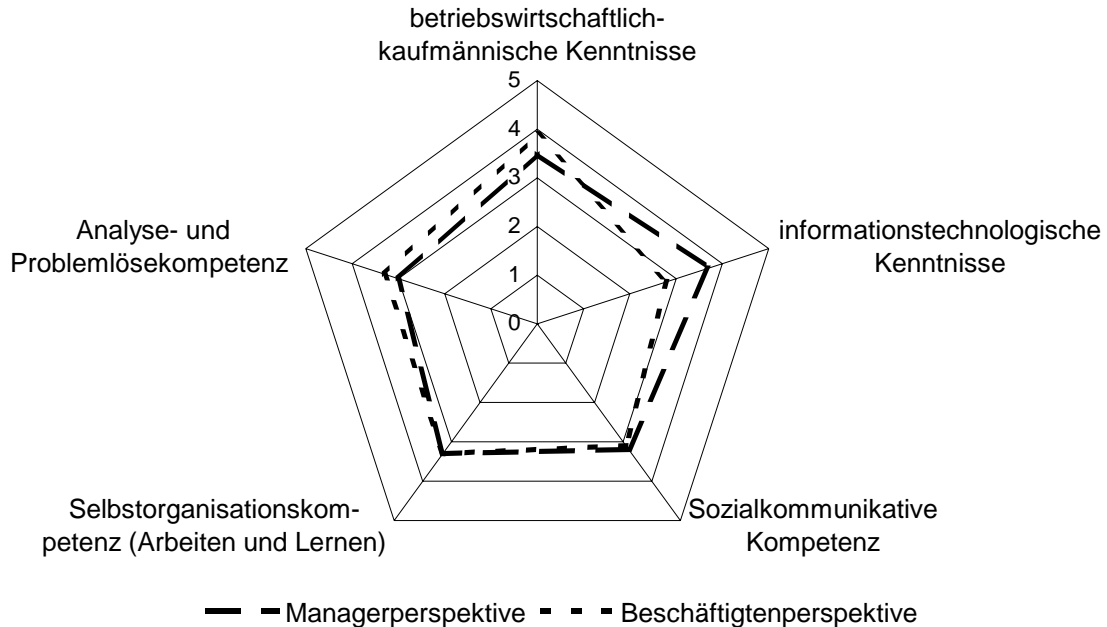 betriebswirtschaftlich-
kaufmännische Kenntnisse
5
4
3
2
1
0
informationstechnologische
Kenntnisse
Sozialkommunikative
Kompetenz
Selbstorganisationskom-
petenz (Arbeiten und Lernen)
Analyse- und
Problemlösekompetenz
Managerperspektive
Beschäftigtenperspektive